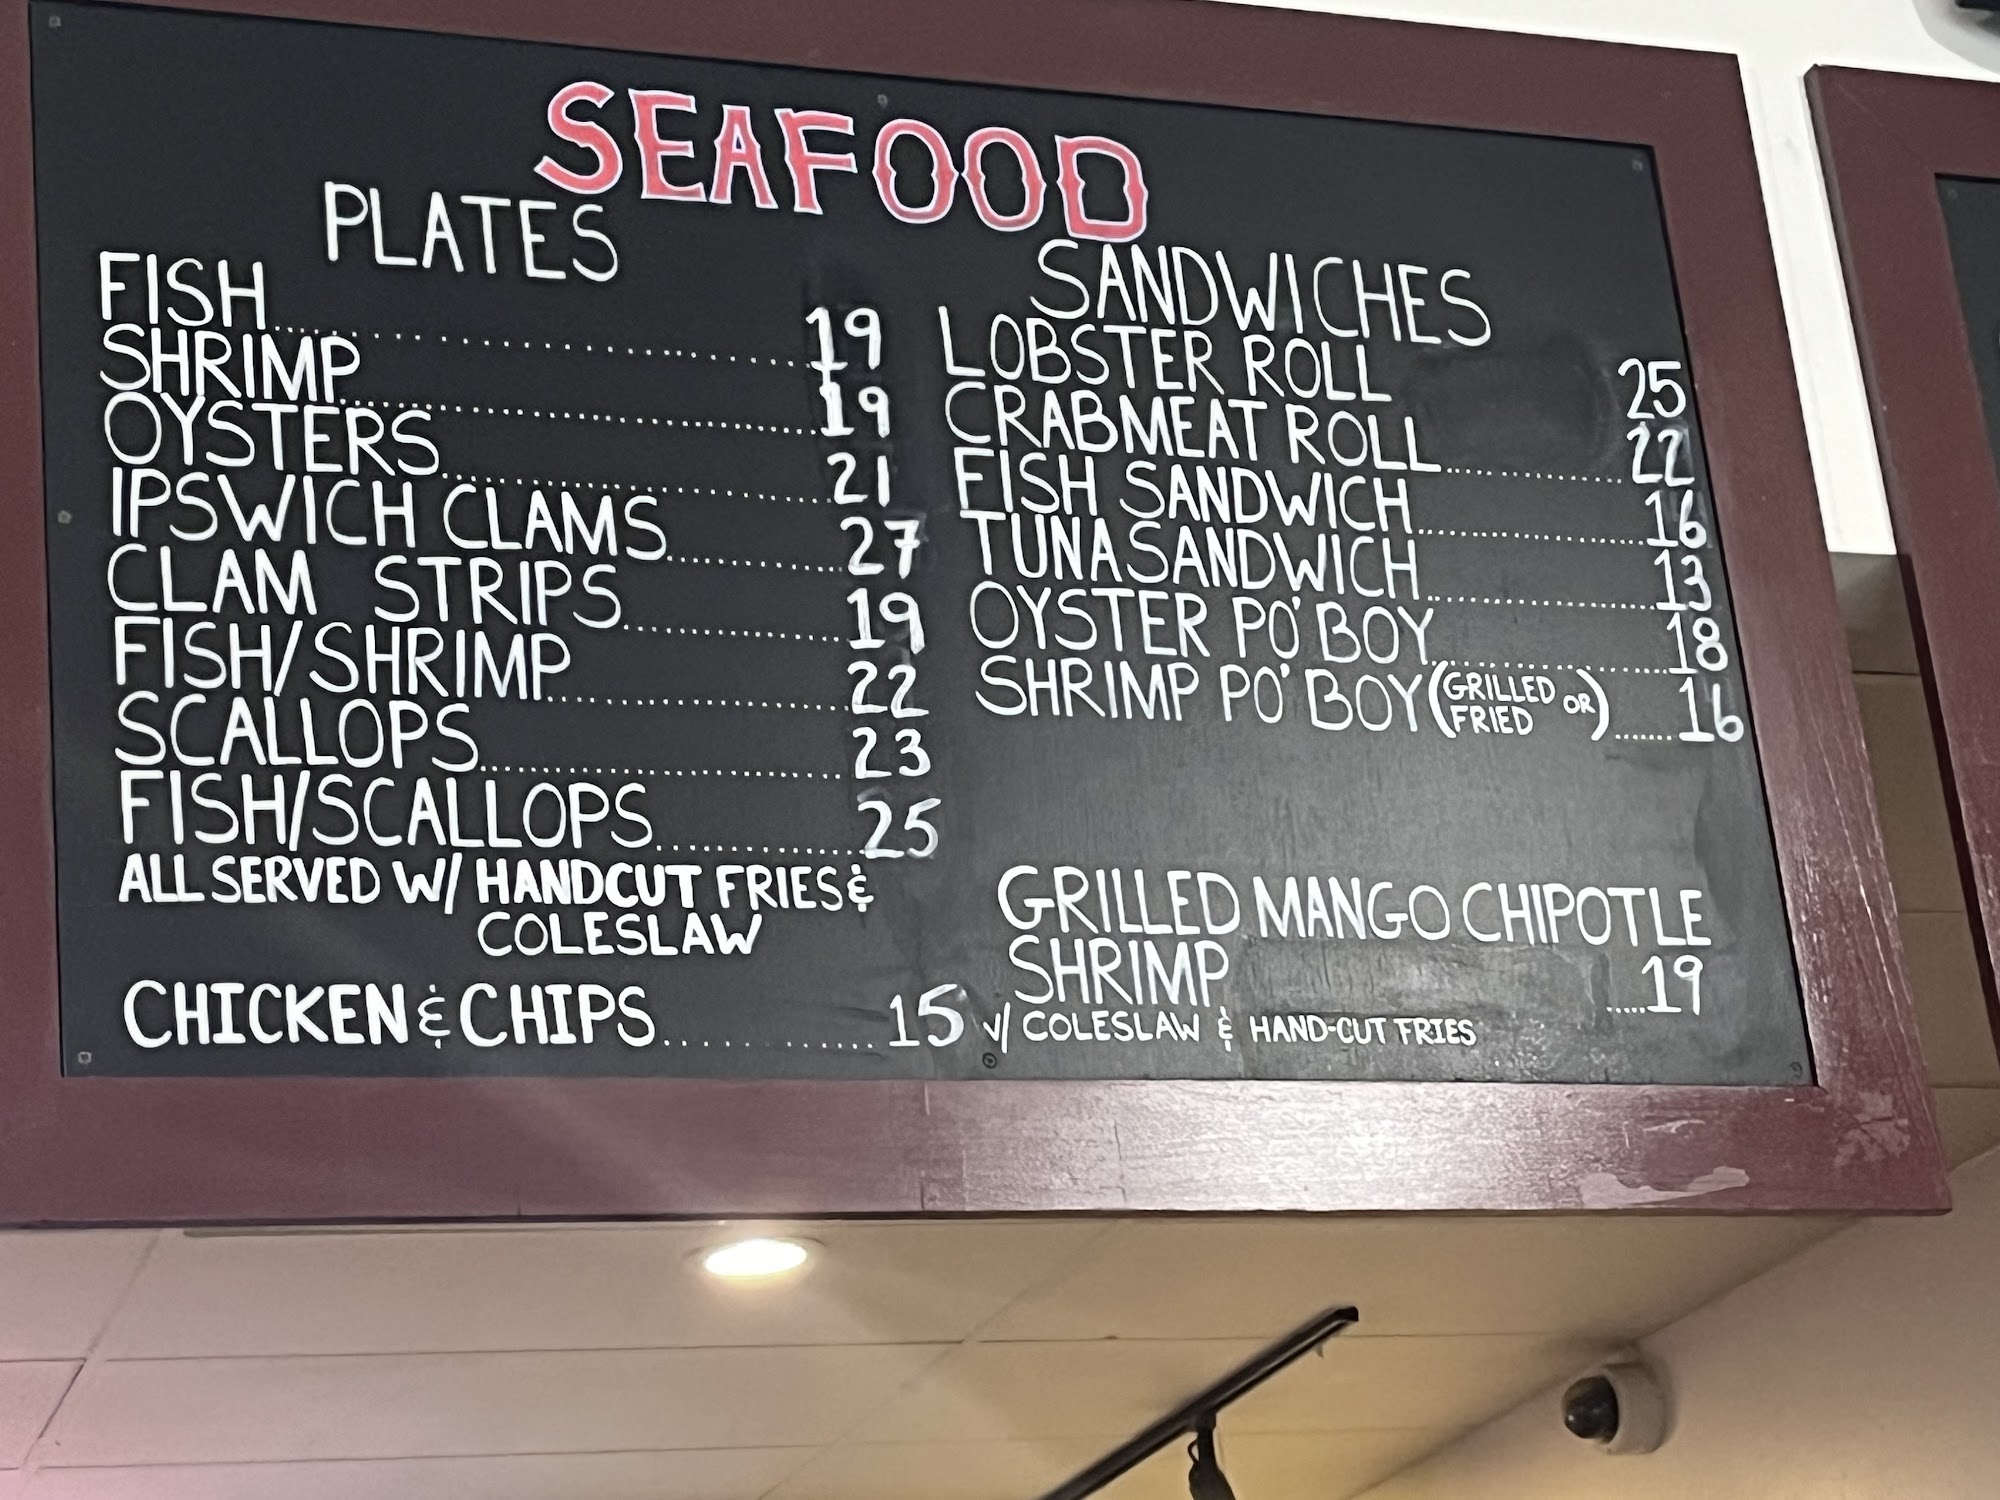 SEAFOOD
PLATES
FISH................19
SHRIMP................19
OYSTERS................21
IPSWICH CLAMS................27
CLAM STRIPS................19
FISH/SHRIMP................22
SCALLOPS................23
FISH/SCALLOPS................25
ALL SERVED W/ HANDCUT FRIES &
COLESLAW
CHICKEN & CHIPS................15
SANDWICHES
LOBSTER ROLL 25
CRABMEAT ROLL................22
FISH SANDWICH................16
TUNA SANDWICH................13
OYSTER PO' BOY................18
SHRIMP PO' BOY (GRILLED OR FRIED)......16
GRILLED MANGO CHIPOTLE
SHRIMP .....19
W/ COLESLAW & HAND-CUT FRIES